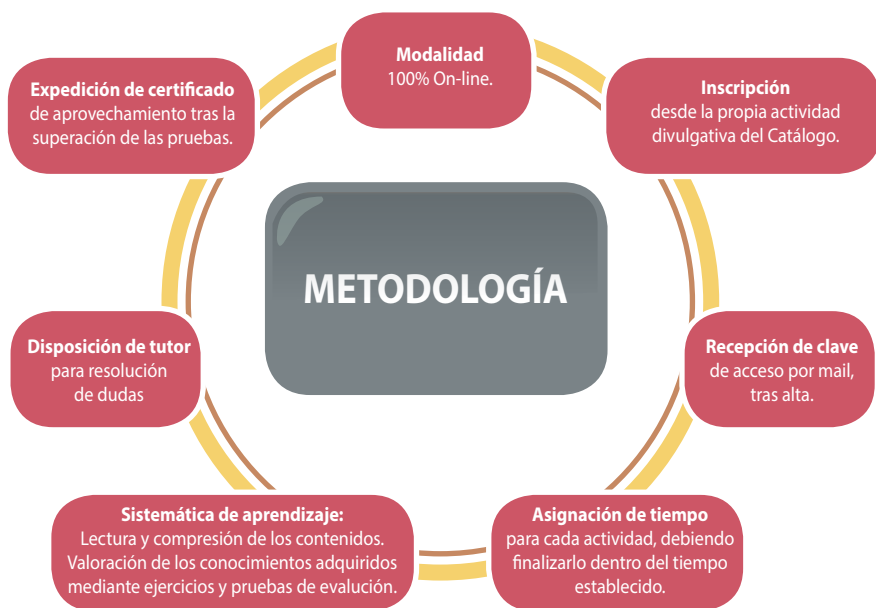 Modalidad
100% On-line.
Inscripción
desde la propia actividad
divulgativa del Catálogo.
Recepción de clave
de acceso por mail,
tras alta.
Asignación de tiempo
para cada actividad, debiendo
finalizarlo dentro del tiempo
establecido.
Sistemática de aprendizaje:
Lectura y compresión de los contenidos.
Valoración de los conocimientos adquiridos
mediante ejercicios y pruebas de evalución.
Disposición de tutor
para resolución
de dudas
Expedición de certificado
de aprovechamiento tras la
superación de las pruebas.
METODOLOGÍA